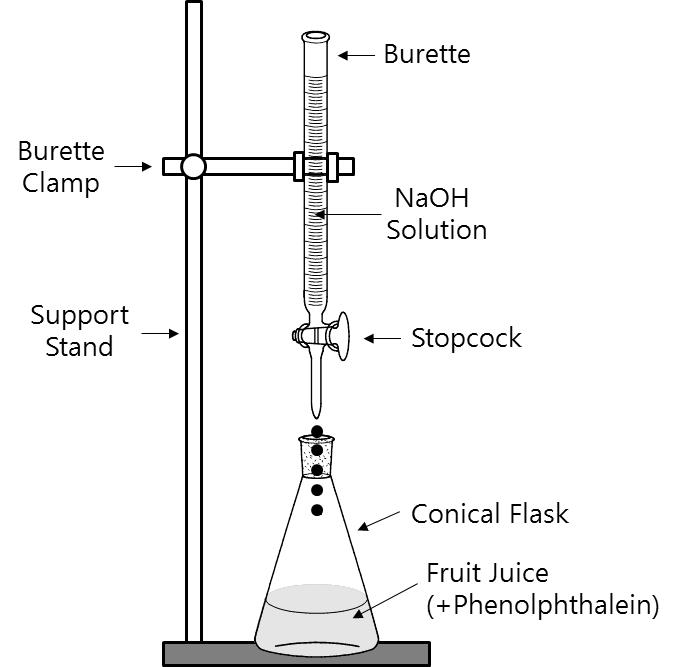 Burette
Burette
Clamp
NaOH
Solution
Support
Stand
Stopcock
Conical Flask
Fruit Juice
(+Phenolphthalein)